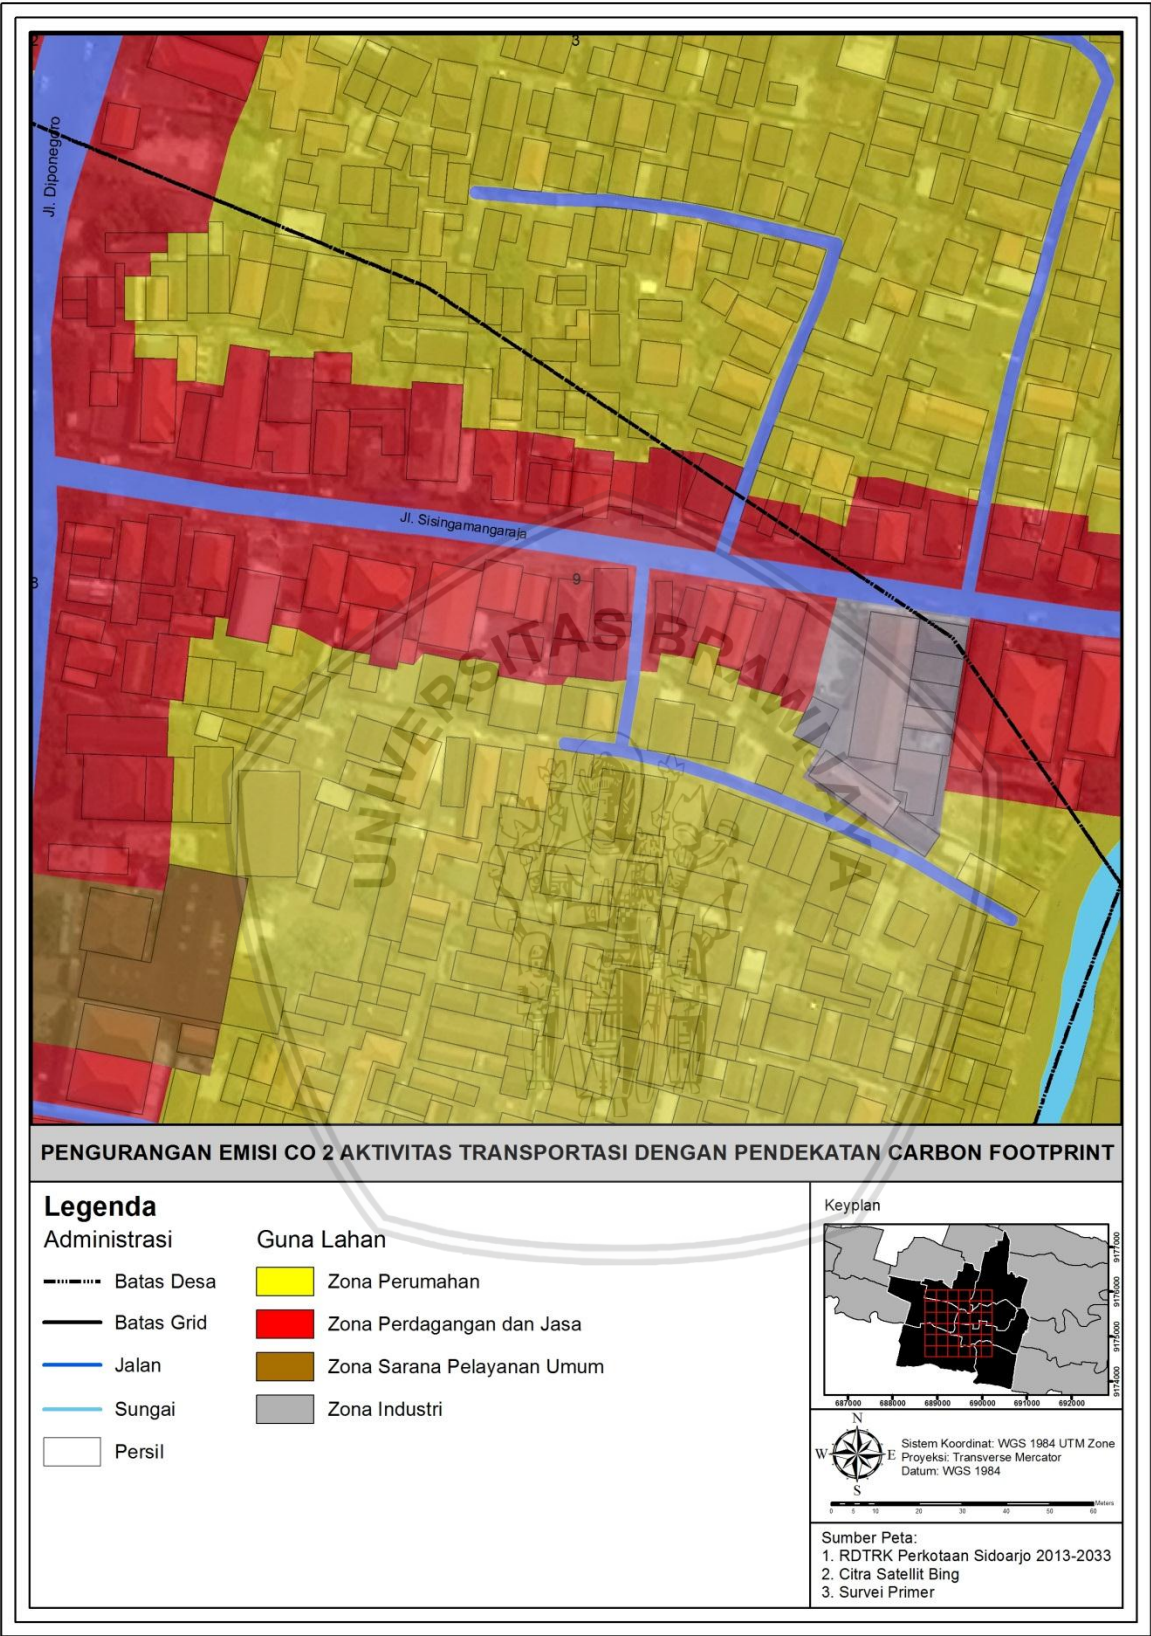 2
3
Jl. Diponegoro
Jl. Sisingamangaraja
8
9
UNIVERSITAS BRAWIJAYA
PENGURANGAN EMISI CO 2 AKTIVITAS TRANSPORTASI DENGAN PENDEKATAN CARBON FOOTPRINT
Legenda
Administrasi
Batas Desa
Batas Grid
Jalan
Sungai
Persil
Guna Lahan
Zona Perumahan
Zona Perdagangan dan Jasa
Zona Sarana Pelayanan Umum
Zona Industri
Keyplan
9177000
9176000
9175000
9174000
687000 688000 689000 690000 691000 692000
N
W E
S
Sistem Koordinat: WGS 1984 UTM Zone
Proyeksi: Transverse Mercator
Datum: WGS 1984
Meters
0 5 10 20 30 40 50 60
Sumber Peta:
1. RDTRK Perkotaan Sidoarjo 2013-2033
2. Citra Satellit Bing
3. Survei Primer